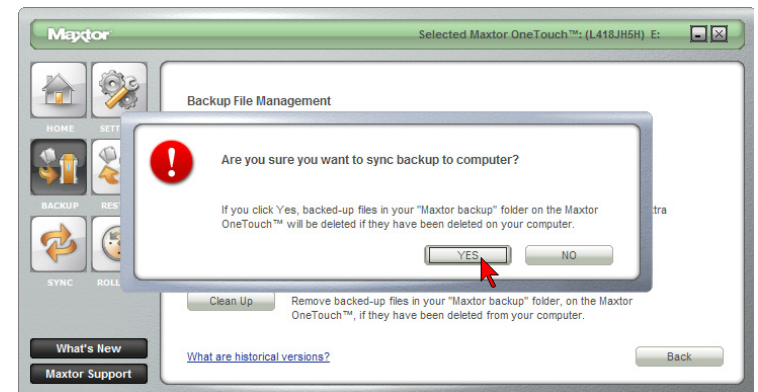 Maxtor
Selected Maxtor OneTouch™: (L418JH5H) E:
Backup File Management
HOME
BACKUP
SYNC
Are you sure you want to sync backup to computer?
If you click Yes, backed-up files in your "Maxtor backup" folder on the Maxtor
OneTouch™ will be deleted if they have been deleted on your computer.
YES
NO
Clean Up
Remove backed-up files in your "Maxtor backup" folder, on the Maxtor
OneTouch™, if they have been deleted from your computer.
What's New
Maxtor Support
What are historical versions?
Back